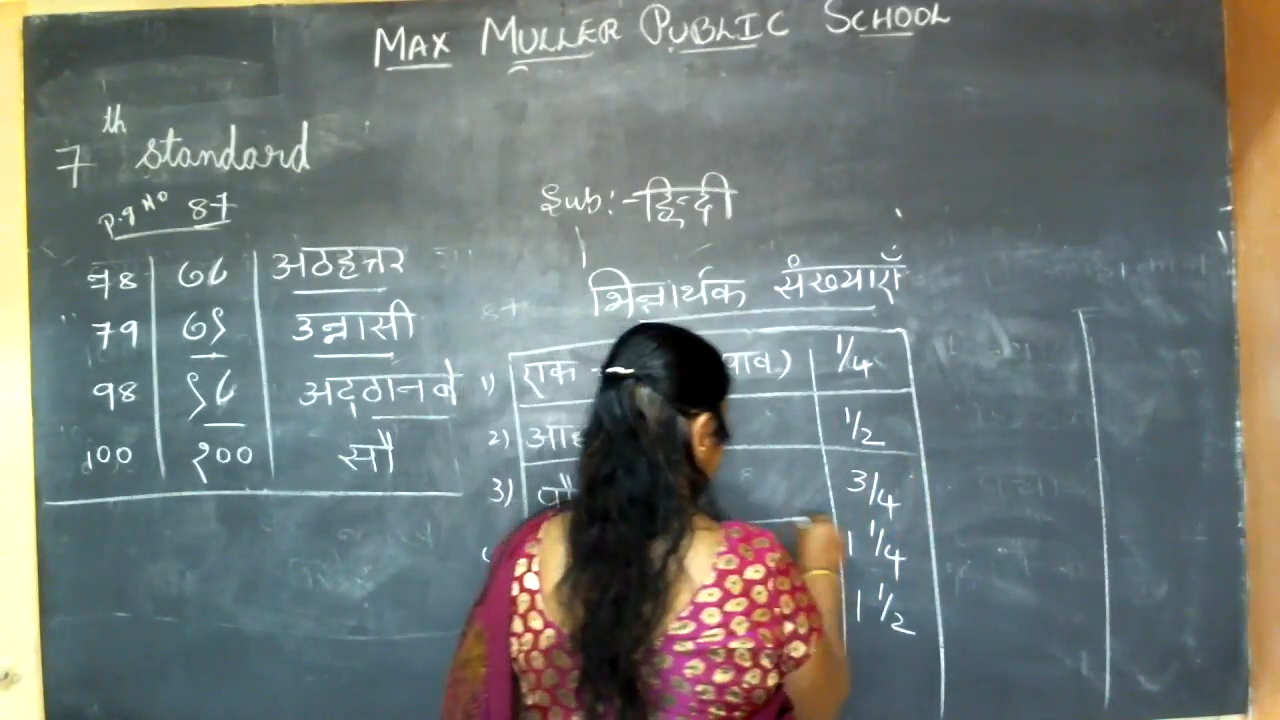 MAX MULLER PUBLIC SCHOOL
7th standard
P.g No 87
Sub:- हिन्दी
78 ७८ अठहत्तर
79 ७९ उन्नासी
98 ९८ अट्ठानवे
100 १०० सौ
भिन्नार्थक संख्याएँ
1) एक पाव) 1/4
2) 1/2
3) 3/4
1 1/4
1 1/2